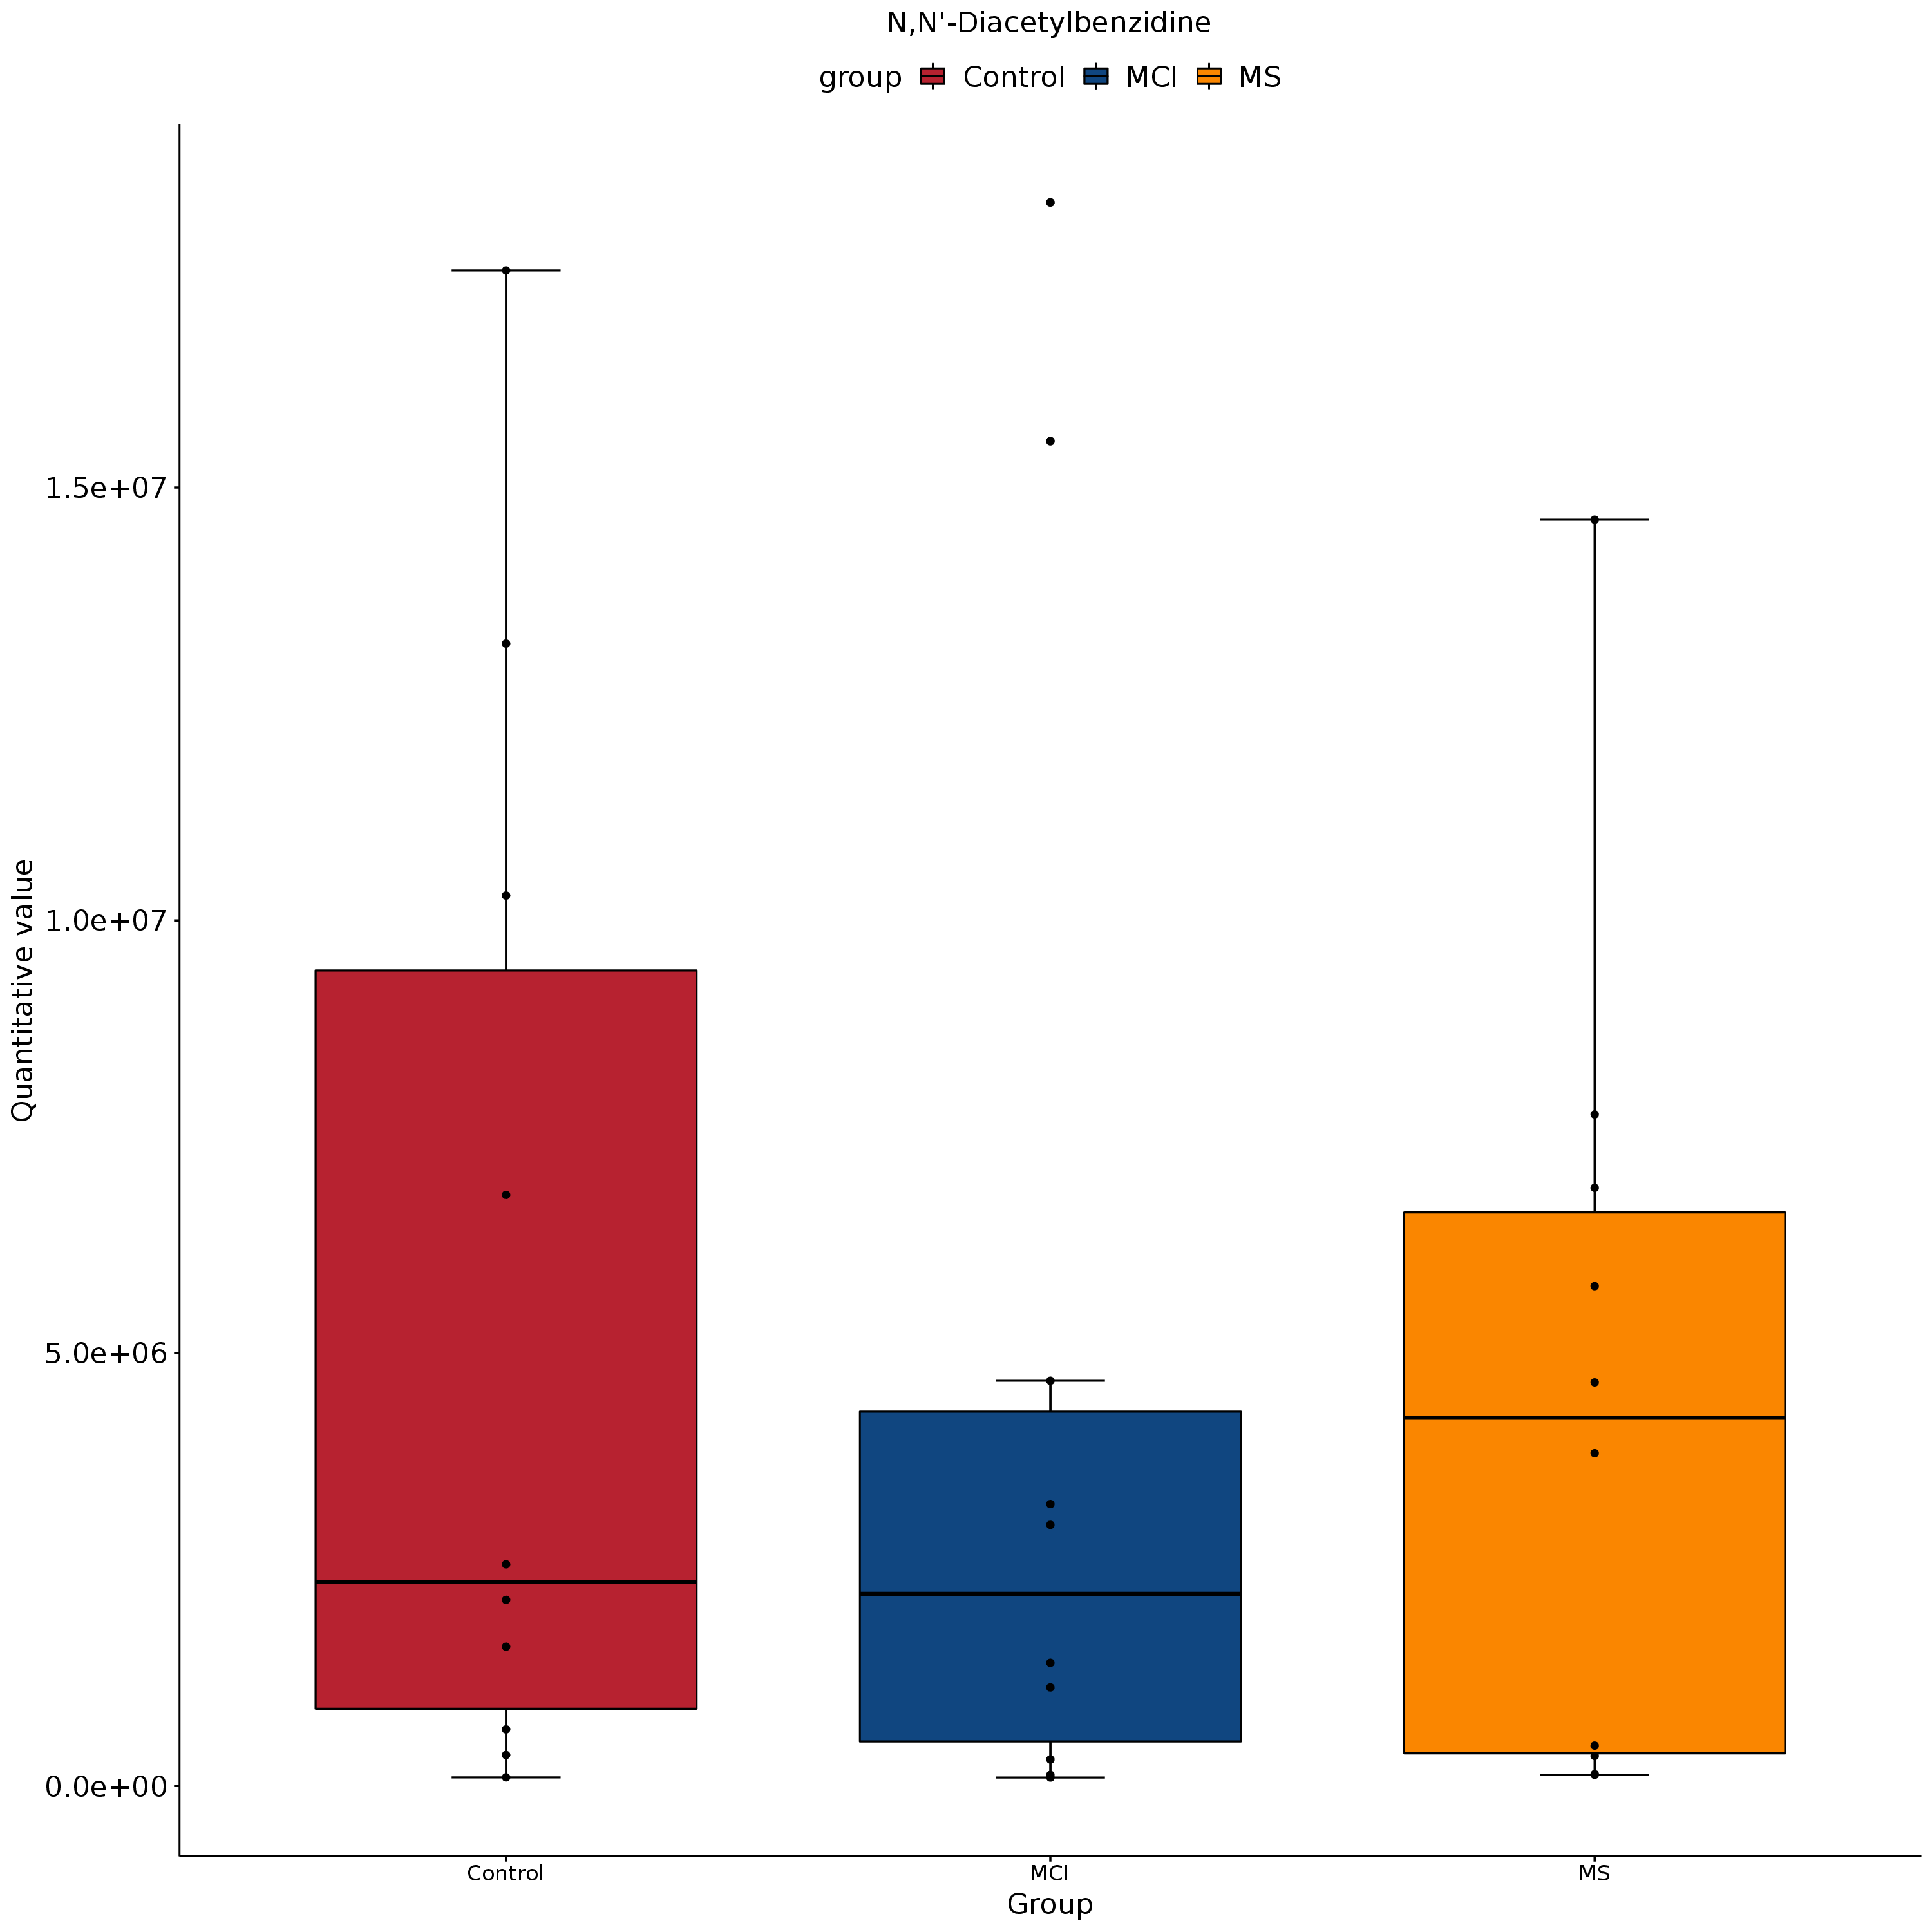 N,N'-Diacetylbenzidine
group Control MCI MS
Quantitative value
1.5e+07
1.0e+07
5.0e+06
0.0e+00
Control MCI MS
Group